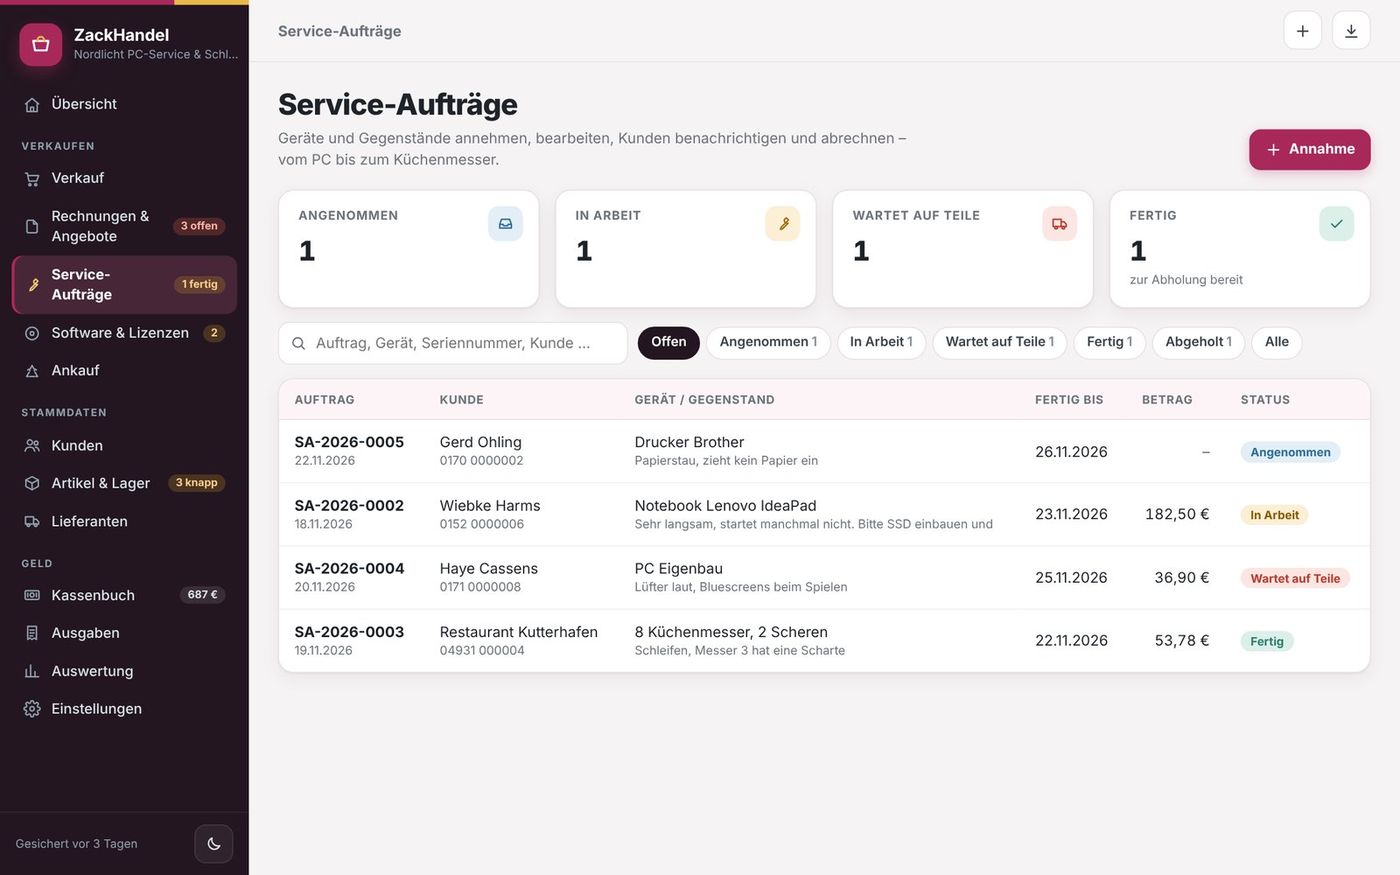 ZackHandel
Nordlicht PC-Service & Schl...
Übersicht
VERKAUFEN
Verkauf
Rechnungen &
Angebote
3 offen
Service-
Aufträge
1 fertig
Software & Lizenzen
2
Ankauf
STAMMDATEN
Kunden
Artikel & Lager
3 knapp
Lieferanten
GELD
Kassenbuch
687 €
Ausgaben
Auswertung
Einstellungen
Gesichert vor 3 Tagen
Service-Aufträge
Service-Aufträge
Geräte und Gegenstände annehmen, bearbeiten, Kunden benachrichtigen und abrechnen –
vom PC bis zum Küchenmesser.
+ Annahme
ANGENOMMEN
1
IN ARBEIT
1
WARTET AUF TEILE
1
FERTIG
1
zur Abholung bereit
Auftrag, Gerät, Seriennummer, Kunde ...
Offen
Angenommen 1
In Arbeit 1
Wartet auf Teile 1
Fertig 1
Abgeholt 1
Alle
AUFTRAG KUNDE GERÄT / GEGENSTAND FERTIG BIS BETRAG STATUS
SA-2026-0005 Gerd Ohling Drucker Brother 26.11.2026 – Angenommen
22.11.2026 0170 0000002 Papierstau, zieht kein Papier ein
SA-2026-0002 Wiebke Harms Notebook Lenovo IdeaPad 23.11.2026 182,50 € In Arbeit
18.11.2026 0152 0000006 Sehr langsam, startet manchmal nicht. Bitte SSD einbauen und
SA-2026-0004 Haye Cassens PC Eigenbau 25.11.2026 36,90 € Wartet auf Teile
20.11.2026 0171 0000008 Lüfter laut, Bluescreens beim Spielen
SA-2026-0003 Restaurant Kutterhafen 8 Küchenmesser, 2 Scheren 22.11.2026 53,78 € Fertig
19.11.2026 04931 000004 Schleifen, Messer 3 hat eine Scharte